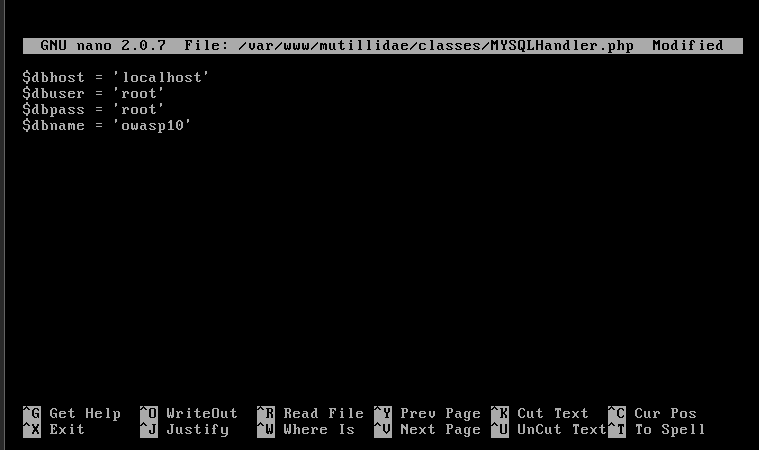 GNU nano 2.0.7 File: /var/www/mutillidae/classes/MYSQLHandler.php Modified
$dbhost = 'localhost'
$dbuser = 'root'
$dbpass = 'root'
$dbname = 'owasp10'
^G Get Help ^O WriteOut ^R Read File ^Y Prev Page ^K Cut Text ^C Cur Pos
^X Exit ^J Justify ^W Where Is ^V Next Page ^U UnCut Text ^T To Spell